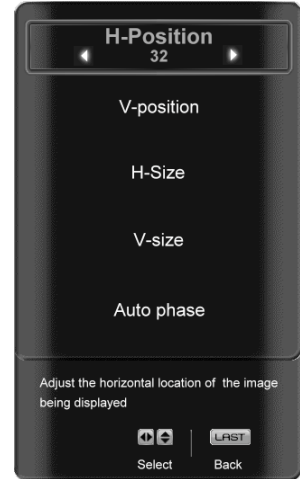 H-Position
32
V-position
H-Size
V-size
Auto phase
Adjust the horizontal location of the image
being displayed
LAST
Select Back